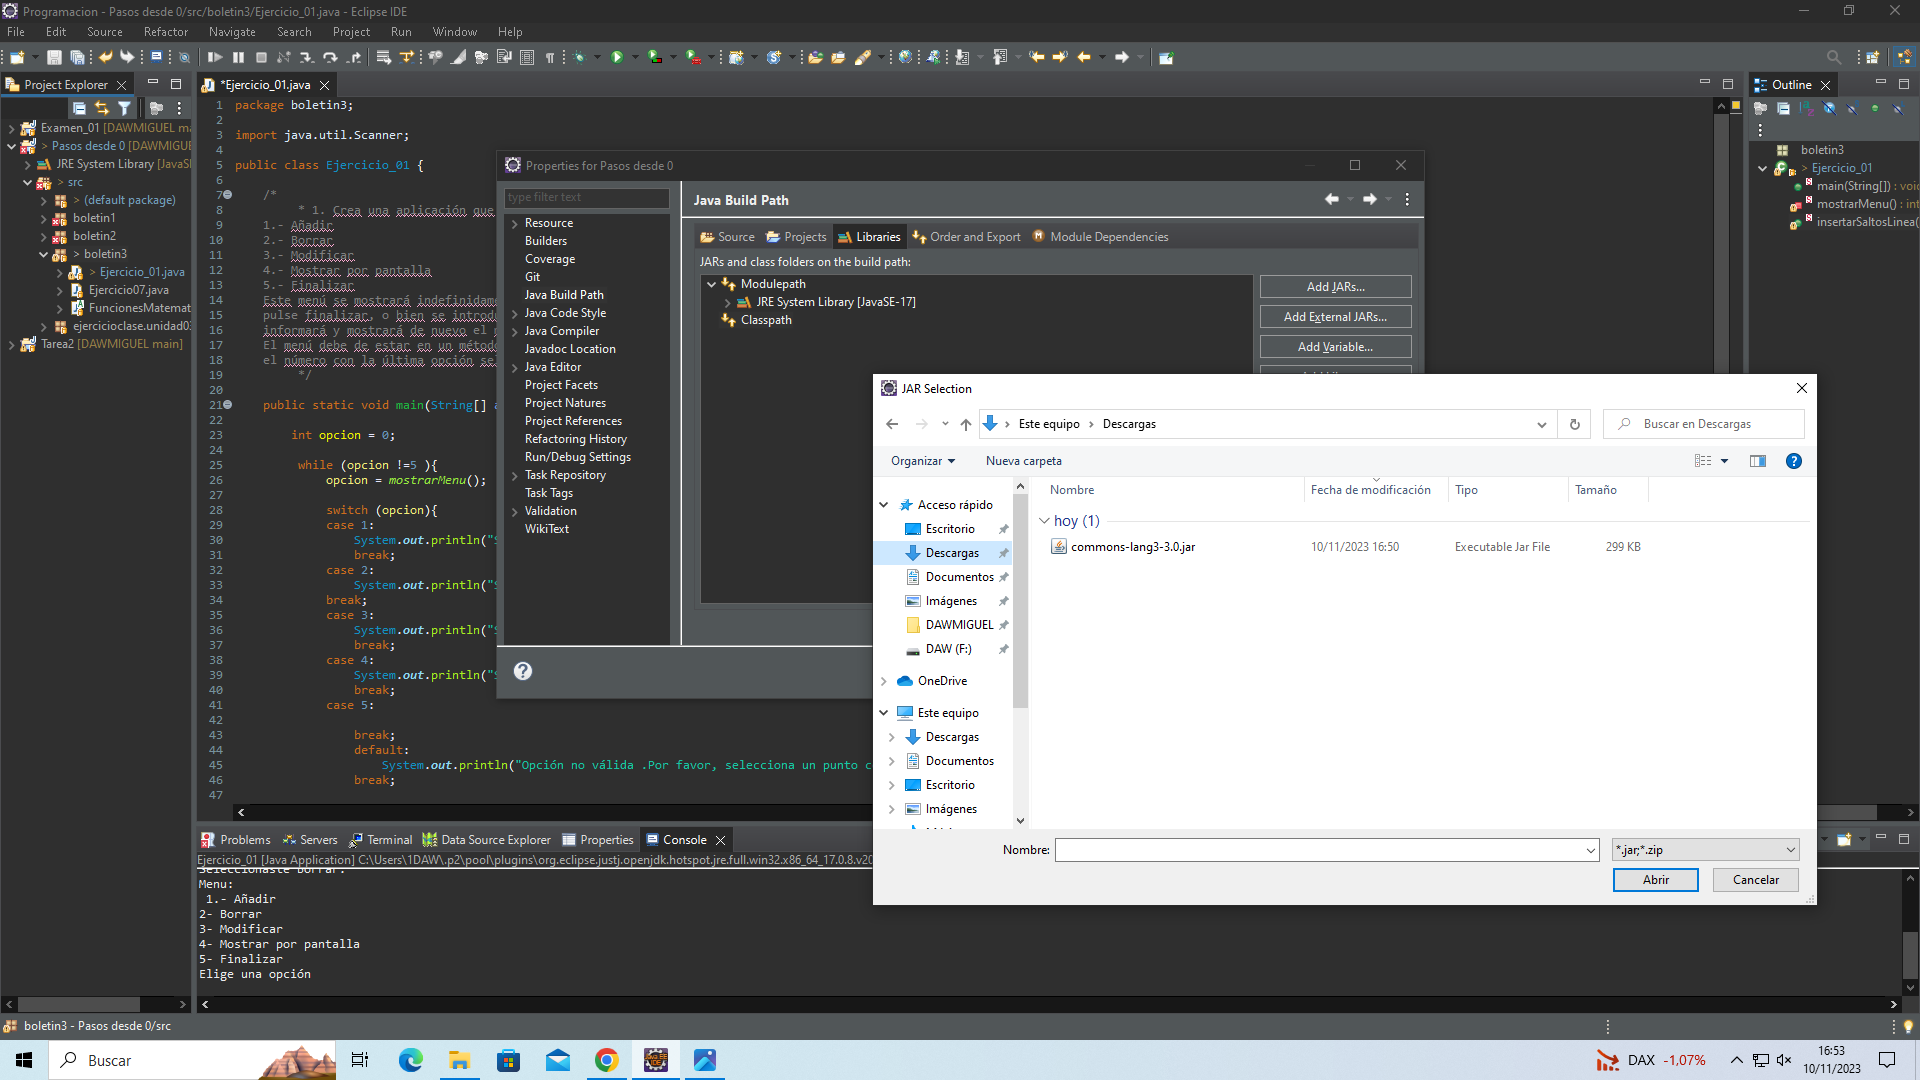 Programacion - Pasos desde 0/src/boletin3/Ejercicio_01.java - Eclipse IDE
File Edit Source Refactor Navigate Search Project Run Window Help
Project Explorer
Examen_01 [DAWMIGUEL ma
> Pasos desde 0 [DAWMIGUE
JRE System Library [JavaSE
> src
> (default package)
boletin1
boletin2
> boletin3
> Ejercicio_01.java
Ejercicio07.java
FuncionesMatemat
ejercicioclase.unidad0
Tarea2 [DAWMIGUEL main]
*Ejercicio_01.java
1 package boletin3;
2
3 import java.util.Scanner;
4
5 public class Ejercicio_01 {
6
7 /*
8 * 1. Crea una aplicación que
9 1.- Añadir
10 2.- Borrar
11 3.- Modificar
12 4.- Mostrar por pantalla
13 5.- Finalizar
14 Este menú se mostrará indefinidam
15 pulse finalizar, o bien se introdu
16 informará y mostrará de nuevo el m
17 El menú debe de estar en un método
18 el número con la última opción sel
19 */
20
21 public static void main(String[] a
22
23 int opcion = 0;
24
25 while (opcion !=5 ){
26 opcion = mostrarMenu();
27
28 switch (opcion){
29 case 1:
30 System.out.println("S
31 break;
32 case 2:
33 System.out.println("S
34 break;
35 case 3:
36 System.out.println("S
37 break;
38 case 4:
39 System.out.println("S
40 break;
41 case 5:
42
43 break;
44 default:
45 System.out.println("Opción no válida .Por favor, selecciona un punto c
46 break;
47
Properties for Pasos desde 0
type filter text
Resource
Builders
Coverage
Git
Java Build Path
Java Code Style
Java Compiler
Javadoc Location
Java Editor
Project Facets
Project Natures
Project References
Refactoring History
Run/Debug Settings
Task Repository
Task Tags
Validation
WikiText
Java Build Path
Source Projects Libraries Order and Export Module Dependencies
JARs and class folders on the build path:
Modulepath
JRE System Library [JavaSE-17]
Classpath
Add JARs...
Add External JARs...
Add Variable...
JAR Selection
Este equipo > Descargas
Buscar en Descargas
Organizar Nueva carpeta
Acceso rápido
Escritorio
Descargas
Documentos
Imágenes
DAWMIGUEL
DAW (F:)
OneDrive
Este equipo
Descargas
Documentos
Escritorio
Imágenes
Nombre Fecha de modificación Tipo Tamaño
hoy (1)
commons-lang3-3.0.jar 10/11/2023 16:50 Executable Jar File 299 KB
Nombre:
*.jar;*.zip
Abrir Cancelar
Outline
boletin3
> Ejercicio_01
main(String[]) : void
mostrarMenu() : int
insertarSaltosLinea(
Problems Servers Terminal Data Source Explorer Properties Console
Ejercicio_01 [Java Application] C:\Users\1DAW\.p2\pool\plugins\org.eclipse.justj.openjdk.hotspot.jre.full.win32.x86_64_17.0.8.v20
Seleccionaste Borrar.
Menu:
1.- Añadir
2- Borrar
3- Modificar
4- Mostrar por pantalla
5- Finalizar
Elige una opción
boletin3 - Pasos desde 0/src
Buscar
DAX -1,07%
16:53
10/11/2023